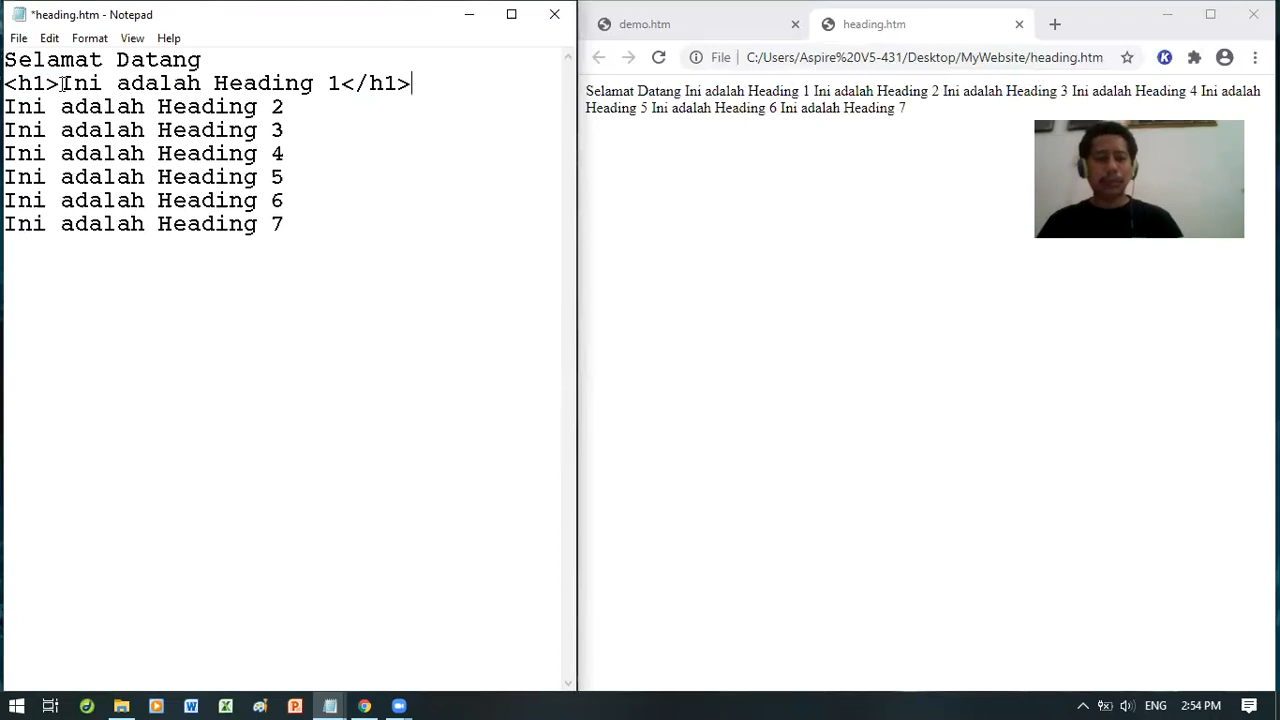 *heading.htm - Notepad
File Edit Format View Help
Selamat Datang
<h1>Ini adalah Heading 1</h1>
Ini adalah Heading 2
Ini adalah Heading 3
Ini adalah Heading 4
Ini adalah Heading 5
Ini adalah Heading 6
Ini adalah Heading 7
demo.htm
heading.htm
File C:/Users/Aspire%20V5-431/Desktop/MyWebsite/heading.htm
Selamat Datang Ini adalah Heading 1 Ini adalah Heading 2 Ini adalah Heading 3 Ini adalah Heading 4 Ini adalah
Heading 5 Ini adalah Heading 6 Ini adalah Heading 7
ENG 2:54 PM